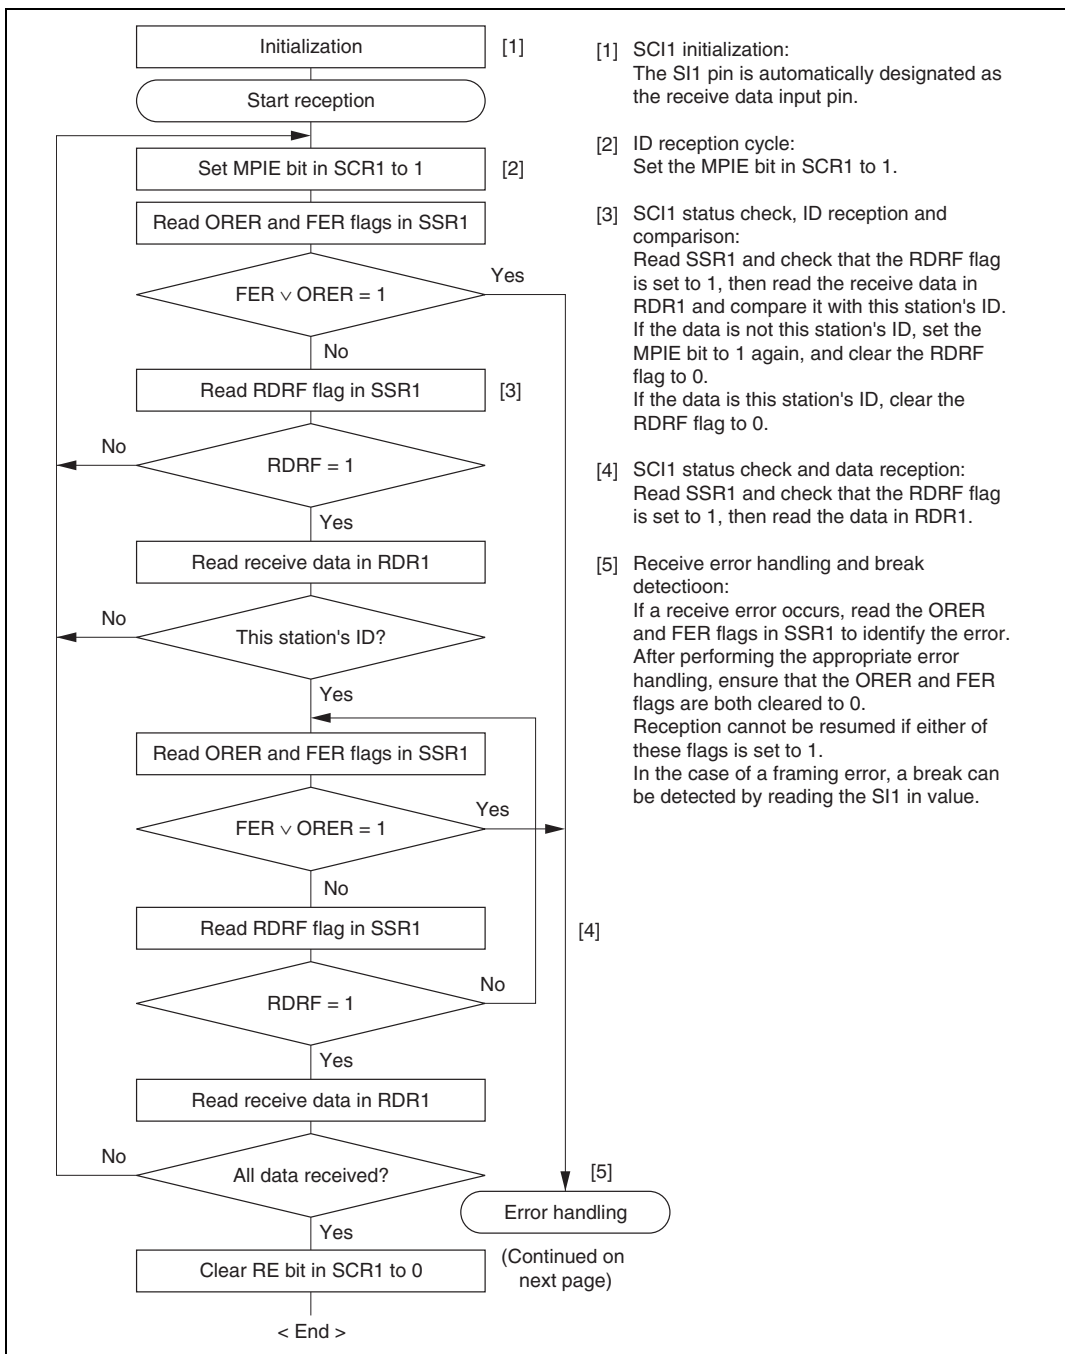 Initialization
[1]
Start reception
Set MPIE bit in SCR1 to 1
[2]
Read ORER and FER flags in SSR1
FER ∨ ORER = 1
Yes
No
Read RDRF flag in SSR1
[3]
No
RDRF = 1
Yes
Read receive data in RDR1
No
This station's ID?
Yes
Read ORER and FER flags in SSR1
Yes
FER ∨ ORER = 1
No
Read RDRF flag in SSR1
[4]
No
RDRF = 1
Yes
Read receive data in RDR1
No
All data received?
[5]
Error handling
Yes
(Continued on
next page)
Clear RE bit in SCR1 to 0
< End >
[1] SCI1 initialization:
The SI1 pin is automatically designated as
the receive data input pin.
[2] ID reception cycle:
Set the MPIE bit in SCR1 to 1.
[3] SCI1 status check, ID reception and
comparison:
Read SSR1 and check that the RDRF flag
is set to 1, then read the receive data in
RDR1 and compare it with this station's ID.
If the data is not this station's ID, set the
MPIE bit to 1 again, and clear the RDRF
flag to 0.
If the data is this station's ID, clear the
RDRF flag to 0.
[4] SCI1 status check and data reception:
Read SSR1 and check that the RDRF flag
is set to 1, then read the data in RDR1.
[5] Receive error handling and break
detectioon:
If a receive error occurs, read the ORER
and FER flags in SSR1 to identify the error.
After performing the appropriate error
handling, ensure that the ORER and FER
flags are both cleared to 0.
Reception cannot be resumed if either of
these flags is set to 1.
In the case of a framing error, a break can
be detected by reading the SI1 in value.